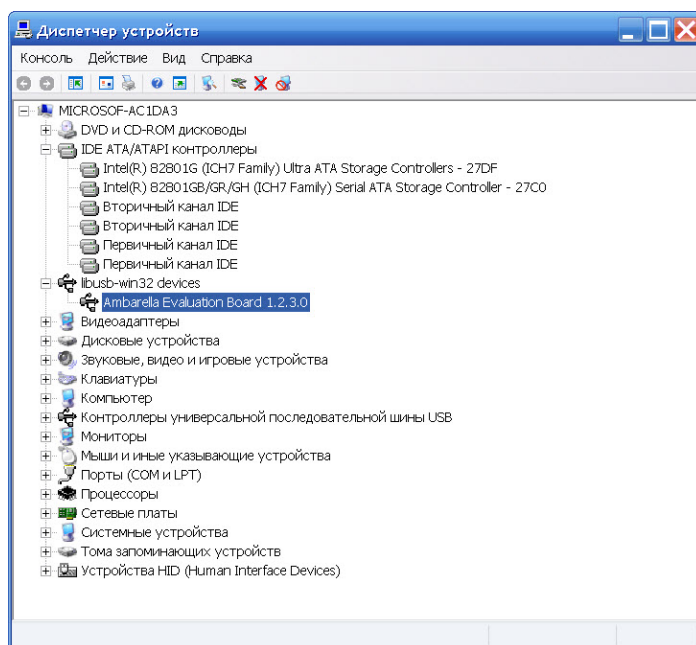 Диспетчер устройств
Консоль Действие Вид Справка
MICROSOF-AC1DA3
DVD и CD-ROM дисководы
IDE ATA/ATAPI контроллеры
Intel(R) 82801G (ICH7 Family) Ultra ATA Storage Controllers - 27DF
Intel(R) 82801GB/GR/GH (ICH7 Family) Serial ATA Storage Controller - 27C0
Вторичный канал IDE
Вторичный канал IDE
Первичный канал IDE
Первичный канал IDE
libusb-win32 devices
Ambarella Evaluation Board 1.2.3.0
Видеоадаптеры
Дисковые устройства
Звуковые, видео и игровые устройства
Клавиатуры
Компьютер
Контроллеры универсальной последовательной шины USB
Мониторы
Мыши и иные указывающие устройства
Порты (COM и LPT)
Процессоры
Сетевые платы
Системные устройства
Тома запоминающих устройств
Устройства HID (Human Interface Devices)